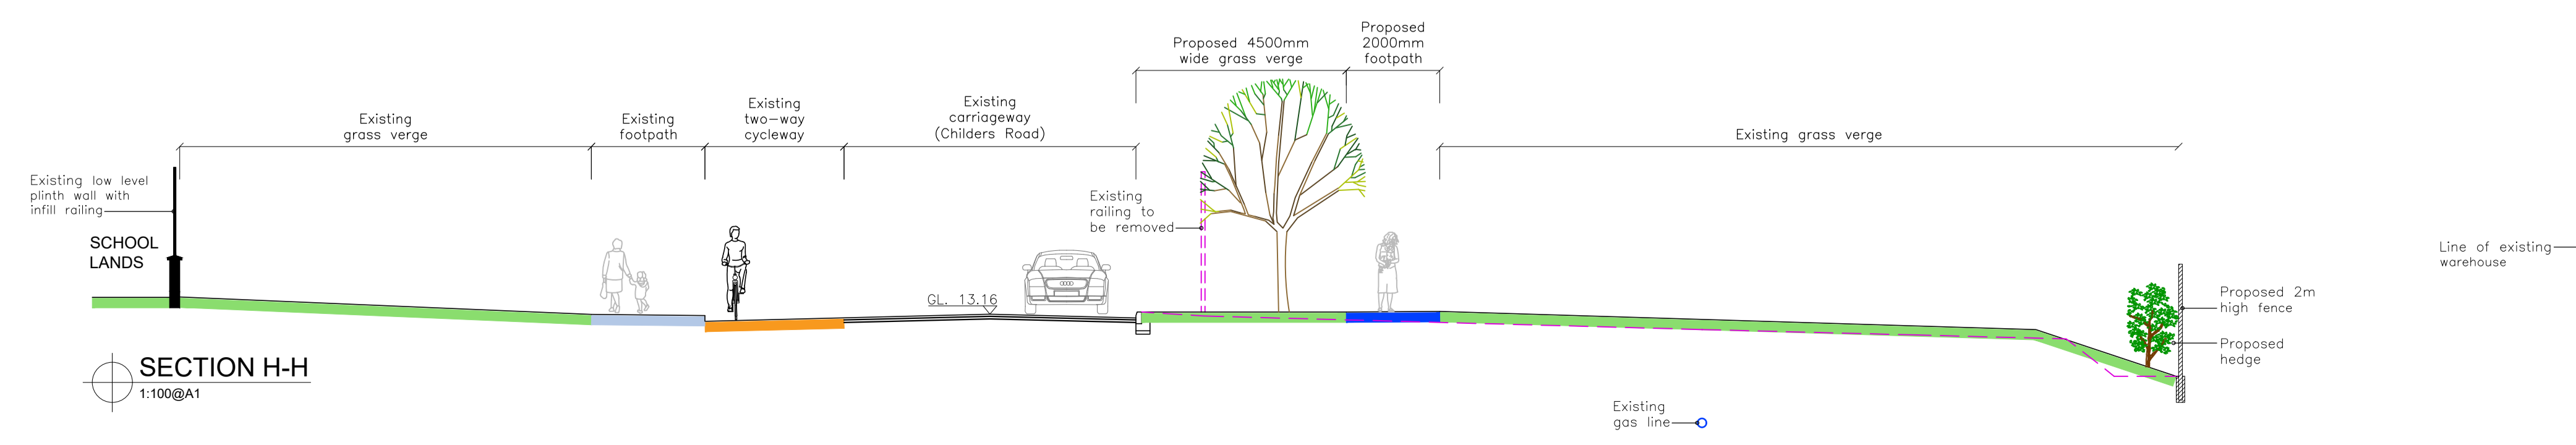 Existing
grass verge
Existing
footpath
Existing
two-way
cycleway
Existing
carriageway
(Childers Road)
Proposed 4500mm
wide grass verge
Proposed
2000mm
footpath
Existing grass verge
Existing low level
plinth wall with
infill railing
SCHOOL
LANDS
GL. 13.16
Existing
railing to
be removed
Line of existing
warehouse
Proposed 2m
high fence
Proposed
hedge
Existing
gas line
SECTION H-H
1:100@A1